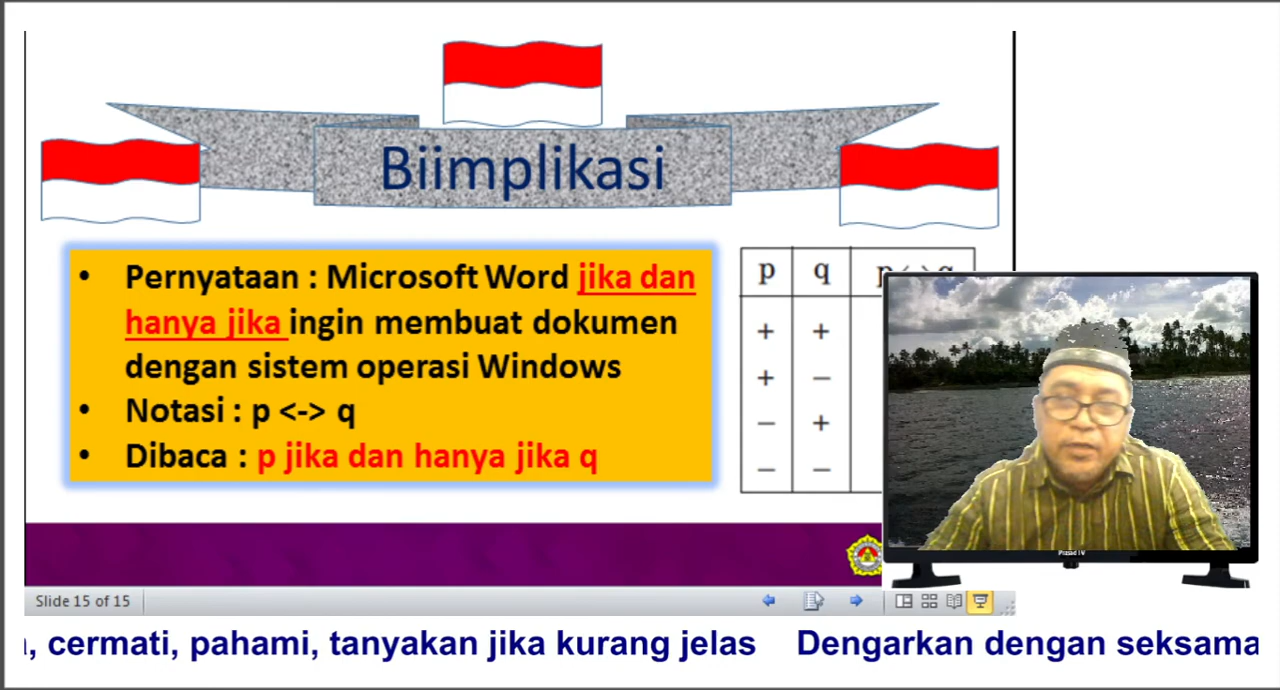 Biimplikasi
• Pernyataan : Microsoft Word jika dan
hanya jika ingin membuat dokumen
dengan sistem operasi Windows
• Notasi : p <-> q
• Dibaca : p jika dan hanya jika q
p q p<->q
+ +
+ −
− +
− −
Slide 15 of 15
, cermati, pahami, tanyakan jika kurang jelas Dengarkan dengan seksama